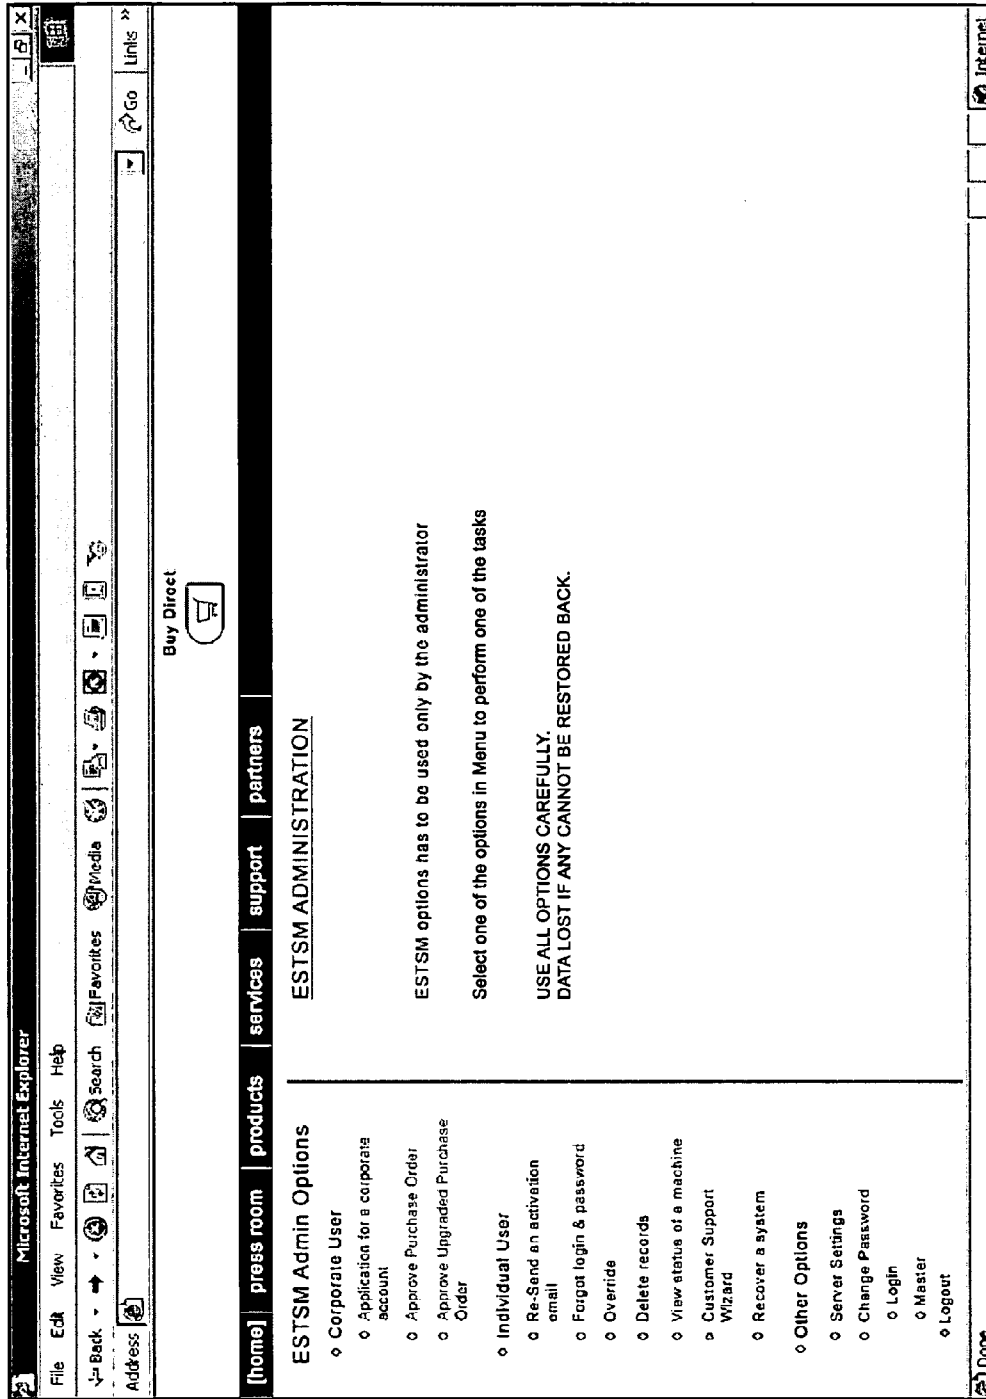 Microsoft Internet Explorer
File Edit View Favorites Tools Help
Back Search Favorites Media
Address Go Links »
Buy Direct
[home] press room products services support partners
ESTSM Admin Options
Corporate User
Application for a corporate
account
Approve Purchase Order
Approve Upgraded Purchase
Order
Individual User
Re-Send an activation
email
Forgot login & password
Override
Delete records
View status of a machine
Customer Support
Wizard
Recover a system
Other Options
Server Settings
Change Password
Login
Master
Logout
ESTSM ADMINISTRATION
ESTSM options has to be used only by the administrator
Select one of the options in Menu to perform one of the tasks
USE ALL OPTIONS CAREFULLY.
DATA LOST IF ANY CANNOT BE RESTORED BACK.
Done Internet